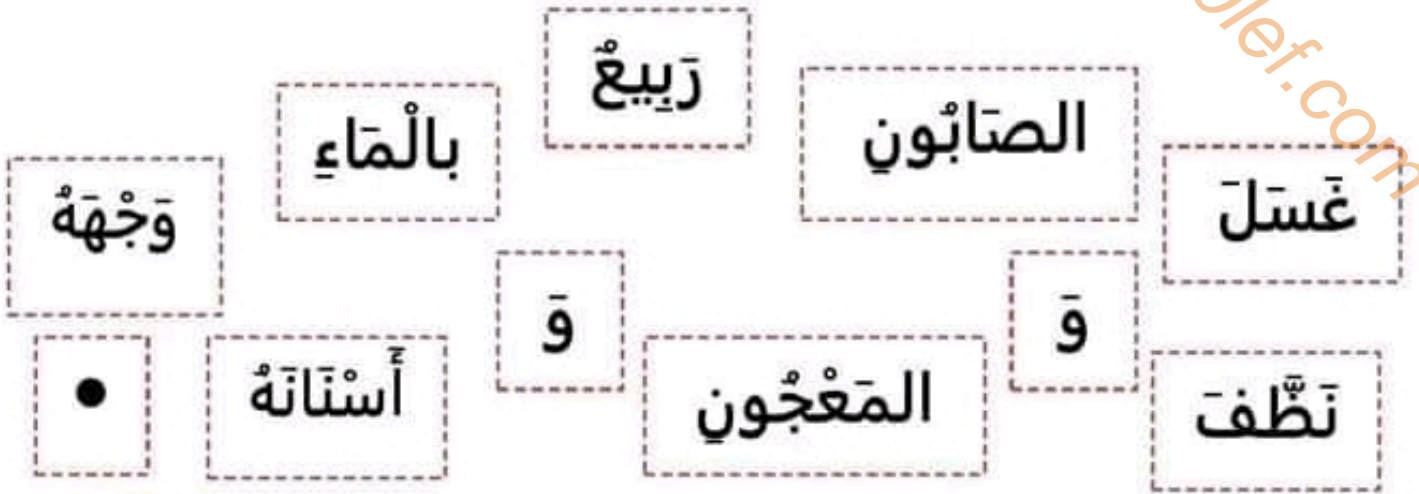 رَبِيعٌ
الصَابُونِ
بالْمَاءِ
غَسَلَ
وَجْهَهُ
وَ
وَ
نَظَّفَ
المَعْجُونِ
أَسْنَانَهُ
•